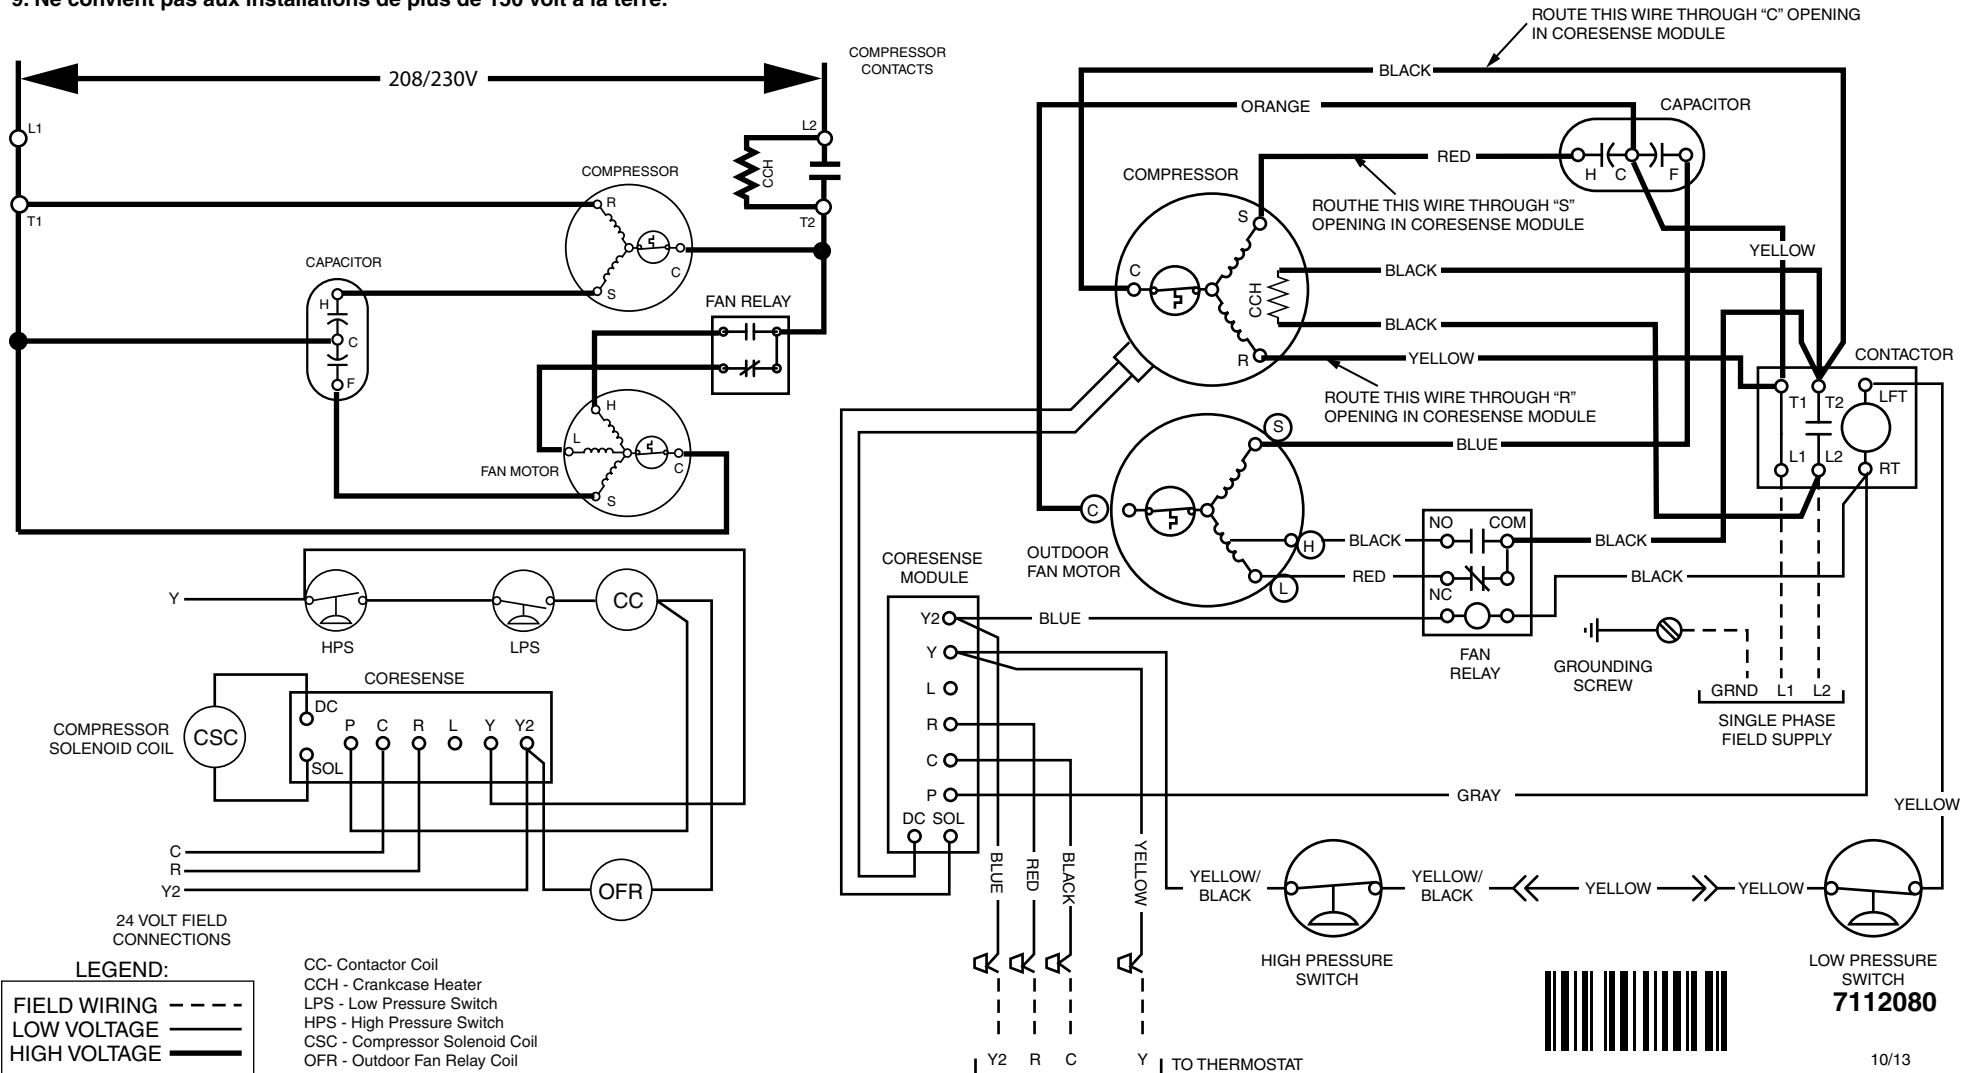 9. Ne convient pas aux installations de plus de 150 volt à la terre.
208/230V
COMPRESSOR
CONTACTS
L1
L2
T1
T2
CCH
COMPRESSOR
R
C
S
CAPACITOR
H
C
F
FAN RELAY
FAN MOTOR
H
L
C
S
Y
HPS
LPS
CC
CORESENSE
DC
P
C
R
L
Y
Y2
SOL
COMPRESSOR
SOLENOID COIL
CSC
C
R
Y2
OFR
24 VOLT FIELD
CONNECTIONS
LEGEND:
FIELD WIRING
LOW VOLTAGE
HIGH VOLTAGE
CC- Contactor Coil
CCH - Crankcase Heater
LPS - Low Pressure Switch
HPS - High Pressure Switch
CSC - Compressor Solenoid Coil
OFR - Outdoor Fan Relay Coil
ROUTE THIS WIRE THROUGH “C” OPENING
IN CORESENSE MODULE
BLACK
ORANGE
CAPACITOR
H
C
F
RED
COMPRESSOR
ROUTHE THIS WIRE THROUGH “S”
OPENING IN CORESENSE MODULE
S
C
R
CCH
YELLOW
BLACK
BLACK
YELLOW
ROUTE THIS WIRE THROUGH “R”
OPENING IN CORESENSE MODULE
CONTACTOR
T1
T2
LFT
L1
L2
RT
BLUE
S
C
H
L
OUTDOOR
FAN MOTOR
BLACK
RED
NO
COM
NC
BLACK
BLACK
FAN
RELAY
GROUNDING
SCREW
GRND
L1
L2
SINGLE PHASE
FIELD SUPPLY
CORESENSE
MODULE
Y2
Y
L
R
C
P
DC
SOL
BLUE
GRAY
YELLOW
BLUE
RED
BLACK
YELLOW
YELLOW/
BLACK
YELLOW/
BLACK
YELLOW
YELLOW
HIGH PRESSURE
SWITCH
LOW PRESSURE
SWITCH
7112080
10/13
Y2
R
C
Y
TO THERMOSTAT